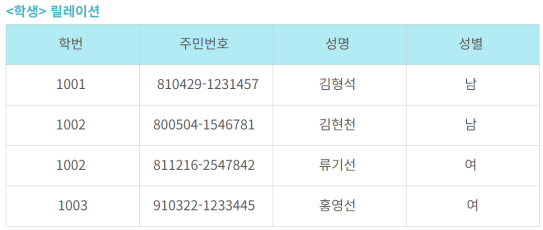 <학생> 릴레이션
학번 주민번호 성명 성별
1001 810429-1231457 김형석 남
1002 800504-1546781 김현천 남
1002 811216-2547842 류기선 여
1003 910322-1233445 홍영선 여